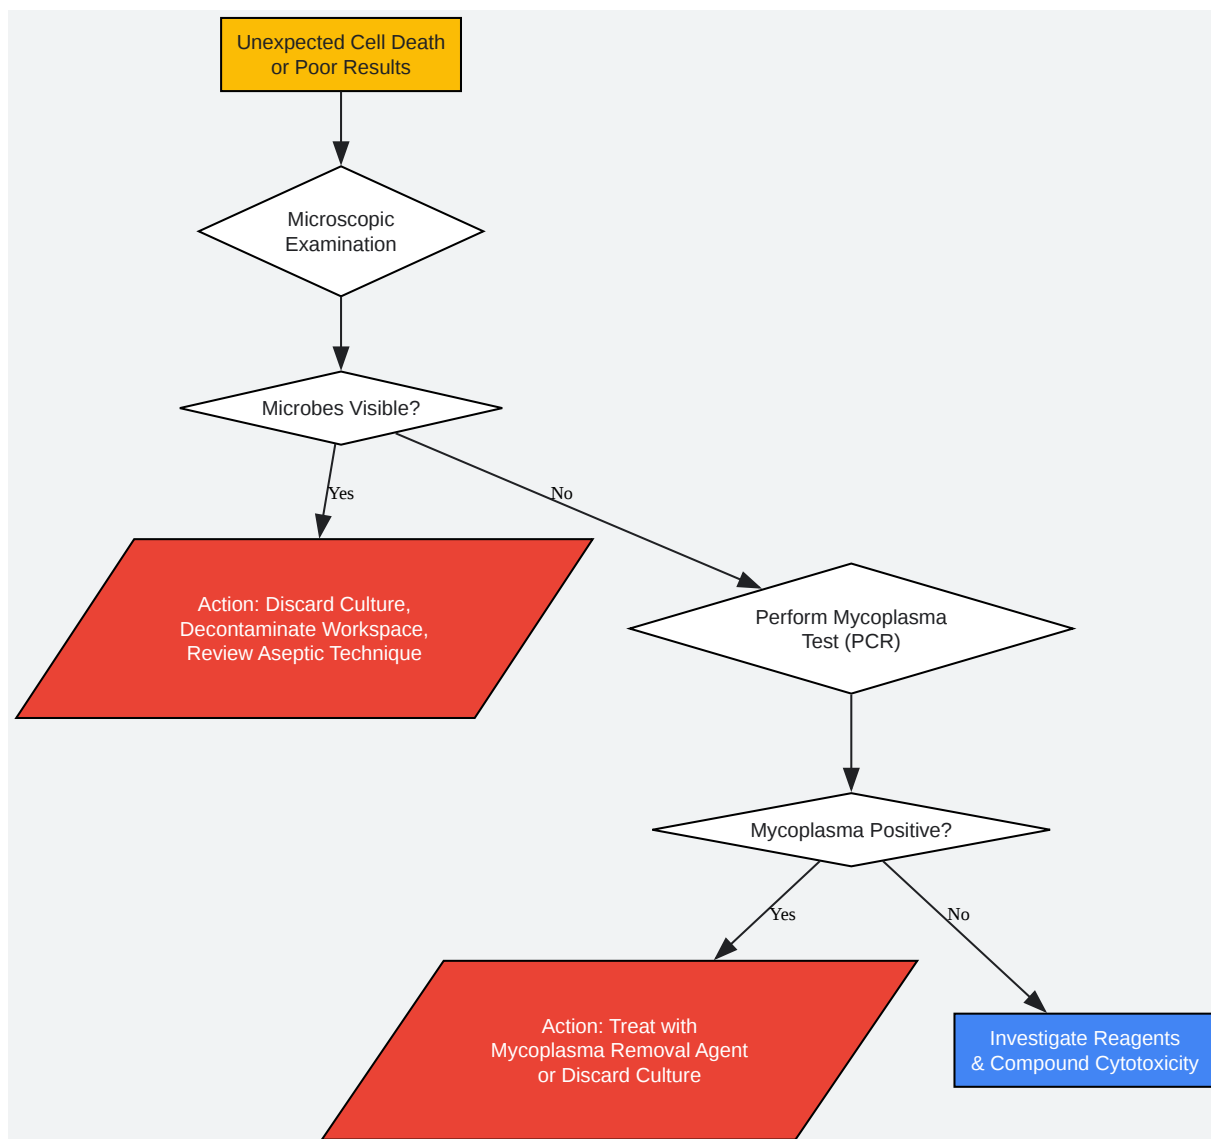 Unexpected Cell Death
or Poor Results
Microscopic
Examination
Microbes Visible?
Yes
No
Action: Discard Culture,
Decontaminate Workspace,
Review Aseptic Technique
Perform Mycoplasma
Test (PCR)
Mycoplasma Positive?
Yes
No
Action: Treat with
Mycoplasma Removal Agent
or Discard Culture
Investigate Reagents
& Compound Cytotoxicity